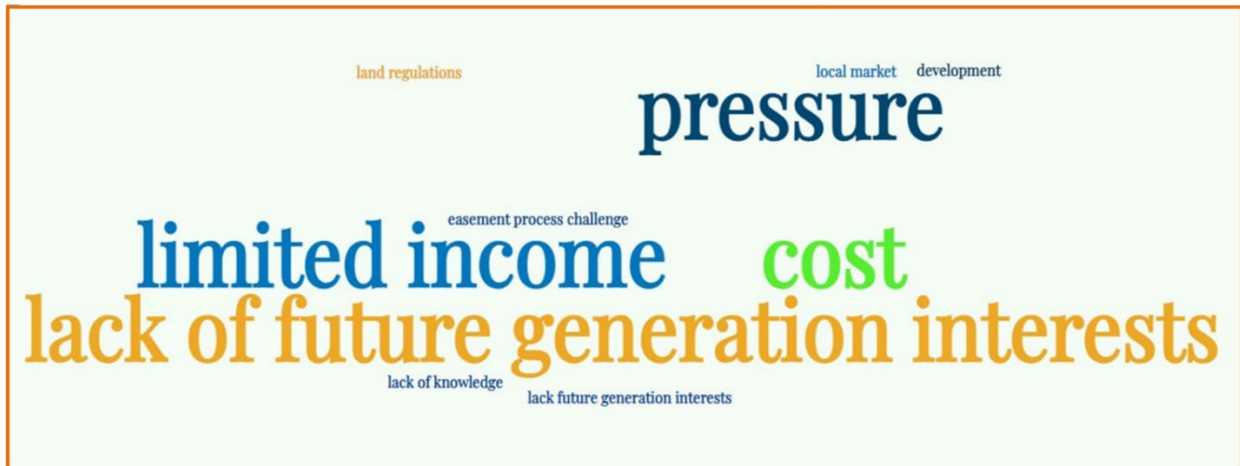 land regulations
local market
development
pressure
easement process challenge
limited income
cost
lack of future generation interests
lack of knowledge
lack future generation interests